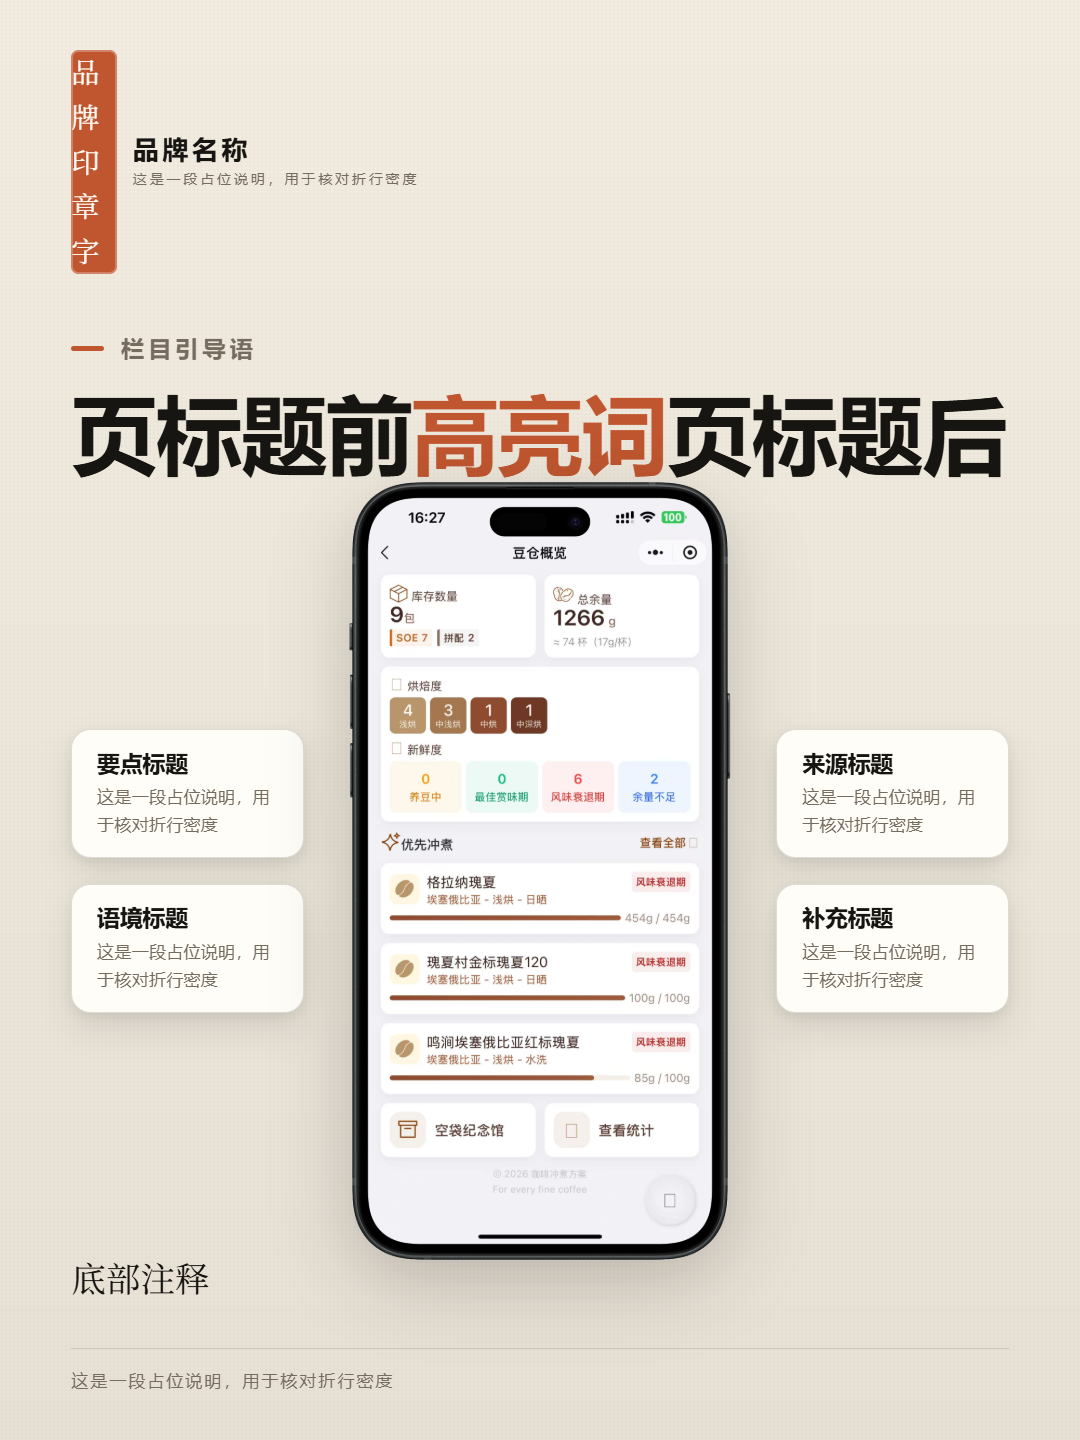 品牌印章字
品牌名称
这是一段占位说明，用于核对折行密度
栏目引导语
页标题前高亮词页标题后
16:27
100
豆仓概览
库存数量
9包
SOE 7 拼配 2
总余量
1266 g
≈ 74 杯（17g/杯）
烘焙度
4 浅烘
3 中浅烘
1 中烘
1 中深烘
新鲜度
0 养豆中
0 最佳赏味期
6 风味衰退期
2 余量不足
优先冲煮
查看全部
格拉纳瑰夏
风味衰退期
埃塞俄比亚 - 浅烘 - 日晒
454g / 454g
瑰夏村金标瑰夏120
风味衰退期
埃塞俄比亚 - 浅烘 - 日晒
100g / 100g
鸣涧埃塞俄比亚红标瑰夏
风味衰退期
埃塞俄比亚 - 浅烘 - 水洗
85g / 100g
空袋纪念馆
查看统计
© 2026 咖啡冲煮方案
For every fine coffee
要点标题
这是一段占位说明，用
于核对折行密度
语境标题
这是一段占位说明，用
于核对折行密度
来源标题
这是一段占位说明，用
于核对折行密度
补充标题
这是一段占位说明，用
于核对折行密度
底部注释
这是一段占位说明，用于核对折行密度